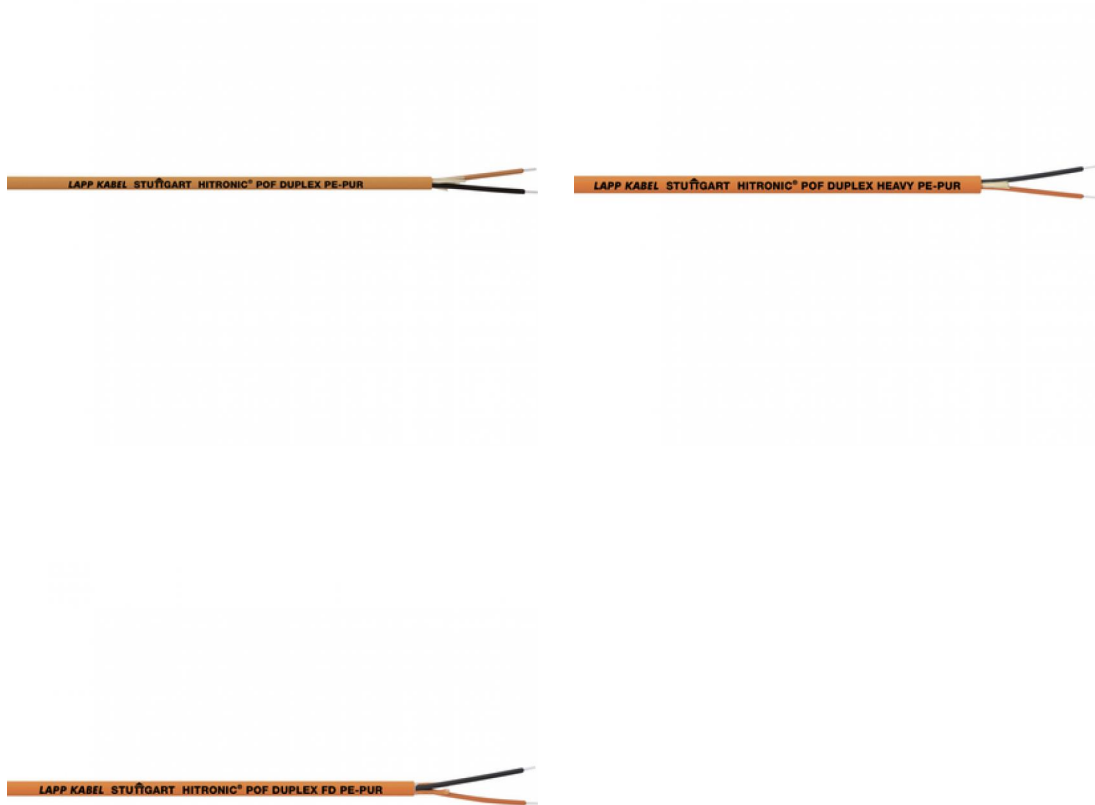 LAPP KABEL STUTTGART HITRONIC® POF DUPLEX PE-PUR
LAPP KABEL STUTTGART HITRONIC® POF DUPLEX HEAVY PE-PUR
LAPP KABEL STUTTGART HITRONIC® POF DUPLEX FD PE-PUR